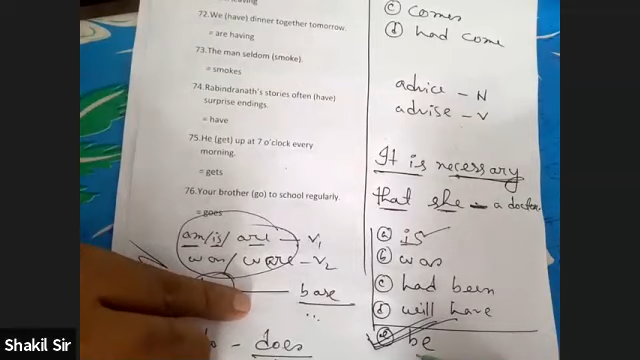 72. We (have) dinner together tomorrow.
= are having
73. The man seldom (smoke).
= smokes
74. Rabindranath's stories often (have)
surprise endings.
= have
75. He (get) up at 7 o'clock every
morning.
= gets
76. Your brother (go) to school regularly.
= goes
am/is/are — V1
was/were — V2
base
...
— does
c comes
d had come
advice — N
advise — V
It is necessary
that she — a doctor.
a is
b was
c had been
d will have
be
Shakil Sir